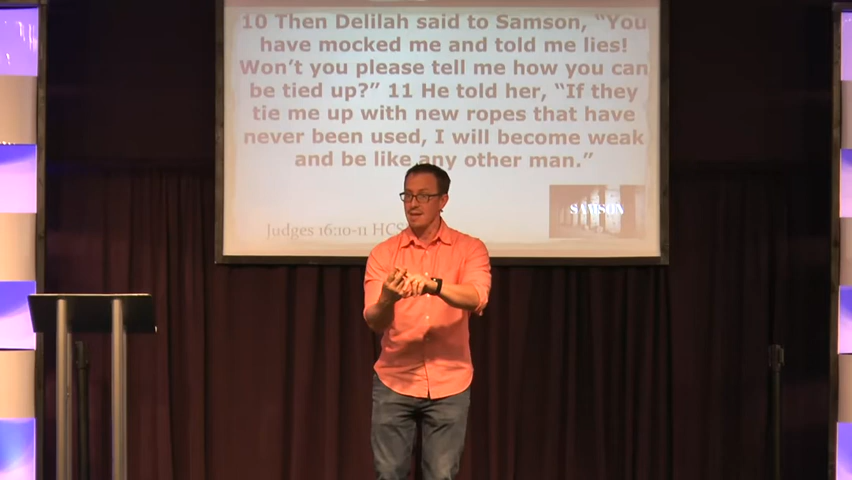 10 Then Delilah said to Samson, “You
have mocked me and told me lies!
Won’t you please tell me how you can
be tied up?” 11 He told her, “If they
tie me up with new ropes that have
never been used, I will become weak
and be like any other man.”
SAMSON
Judges 16:10-11